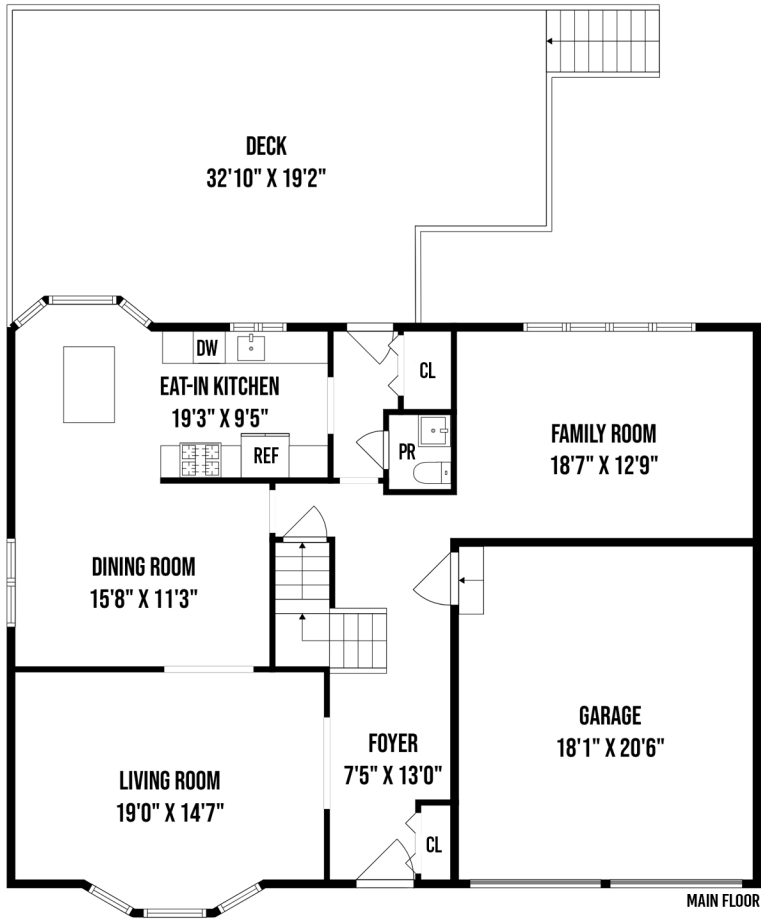 DECK
32'10" X 19'2"
DW
EAT-IN KITCHEN
19'3" X 9'5"
REF
CL
PR
FAMILY ROOM
18'7" X 12'9"
DINING ROOM
15'8" X 11'3"
GARAGE
18'1" X 20'6"
FOYER
7'5" X 13'0"
LIVING ROOM
19'0" X 14'7"
CL
MAIN FLOOR